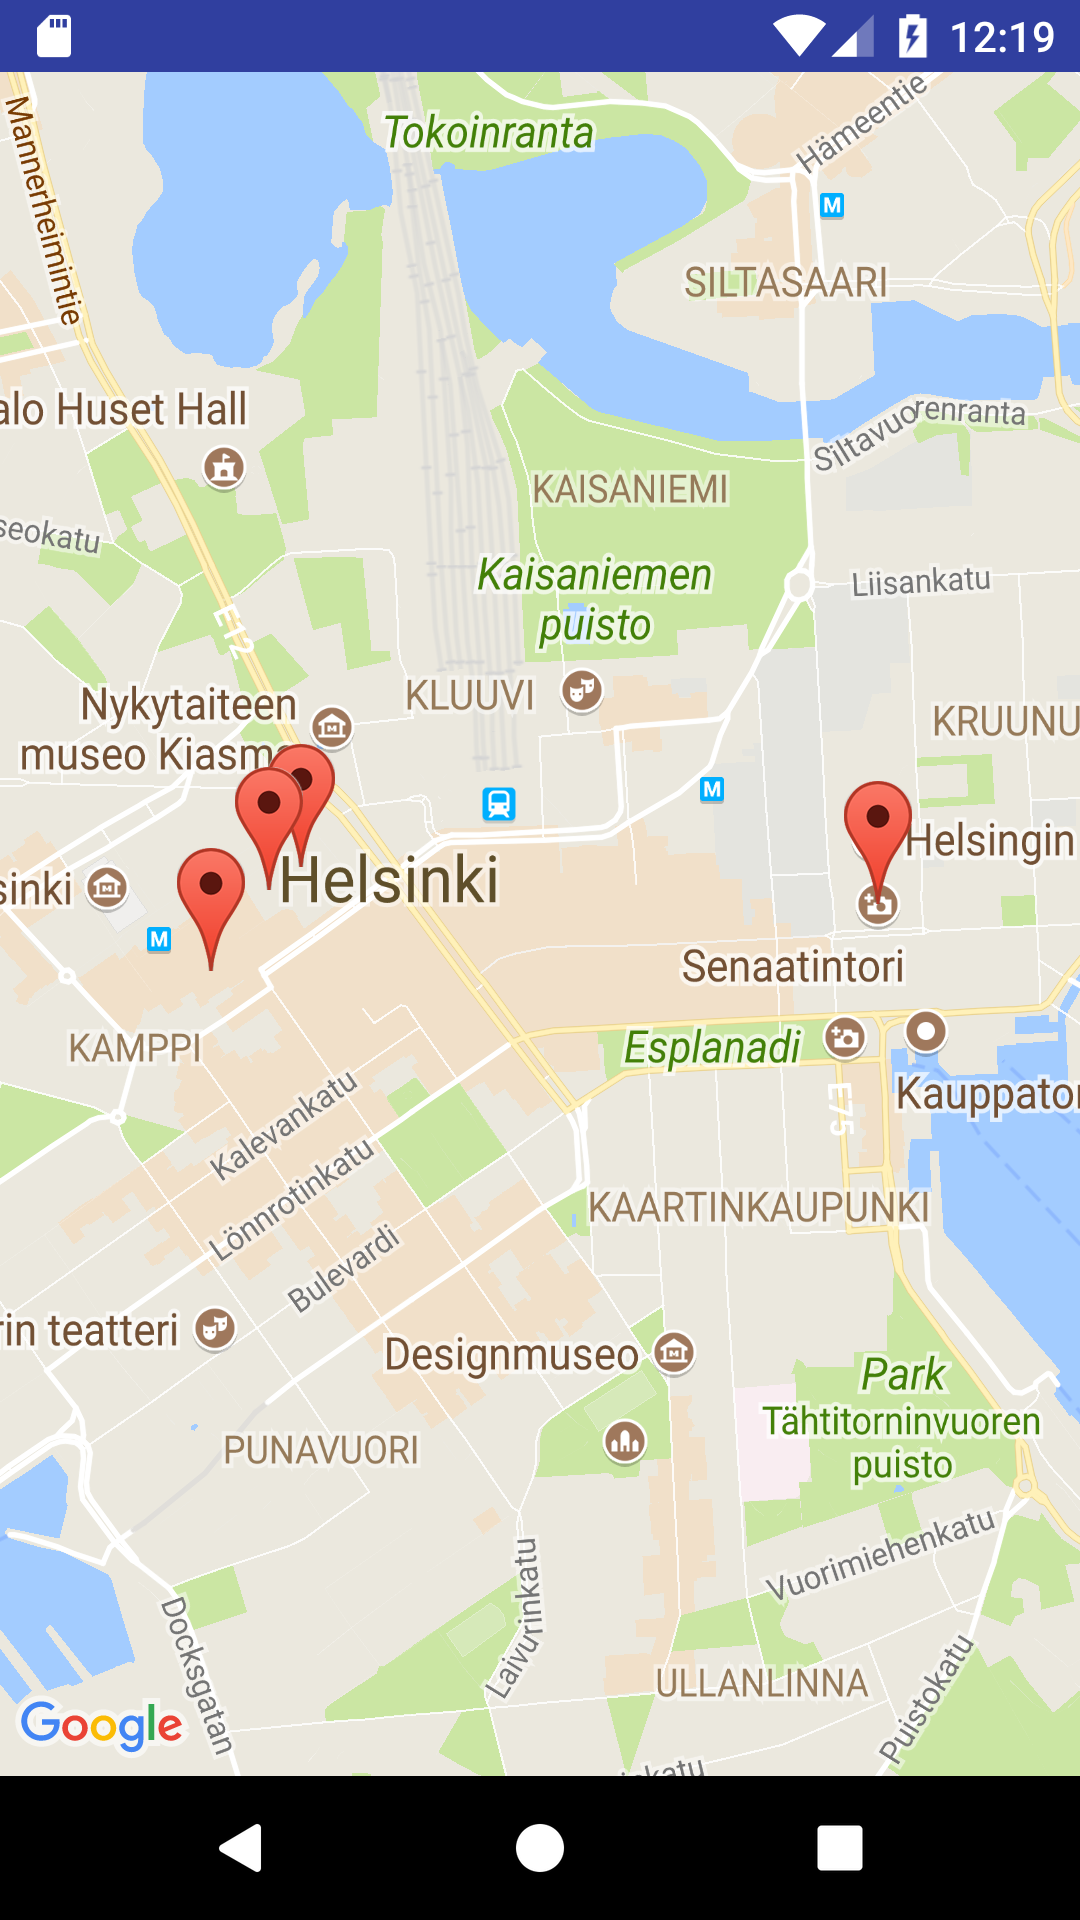 12:19
Tokoinranta
Hämeentie
Mannerheimintie
M
SILTASAARI
alo Huset Hall
Siltavuorenranta
KAISANIEMI
seokatu
Kaisaniemen
puisto
Liisankatu
E12
KLUUVI
Nykytaiteen
museo Kiasma
KRUUNU
M
Helsinki
Helsingin
sinki
M
Senaatintori
KAMPPI
Esplanadi
Kauppator
E75
Kalevankatu
Lönnrotinkatu
Bulevardi
KAARTINKAUPUNKI
rin teatteri
Designmuseo
Park
Tähtitorninvuoren
puisto
PUNAVUORI
Vuorimiehenkatu
Laivurinkatu
Docksgatan
ULLANLINNA
Puistokatu
Google